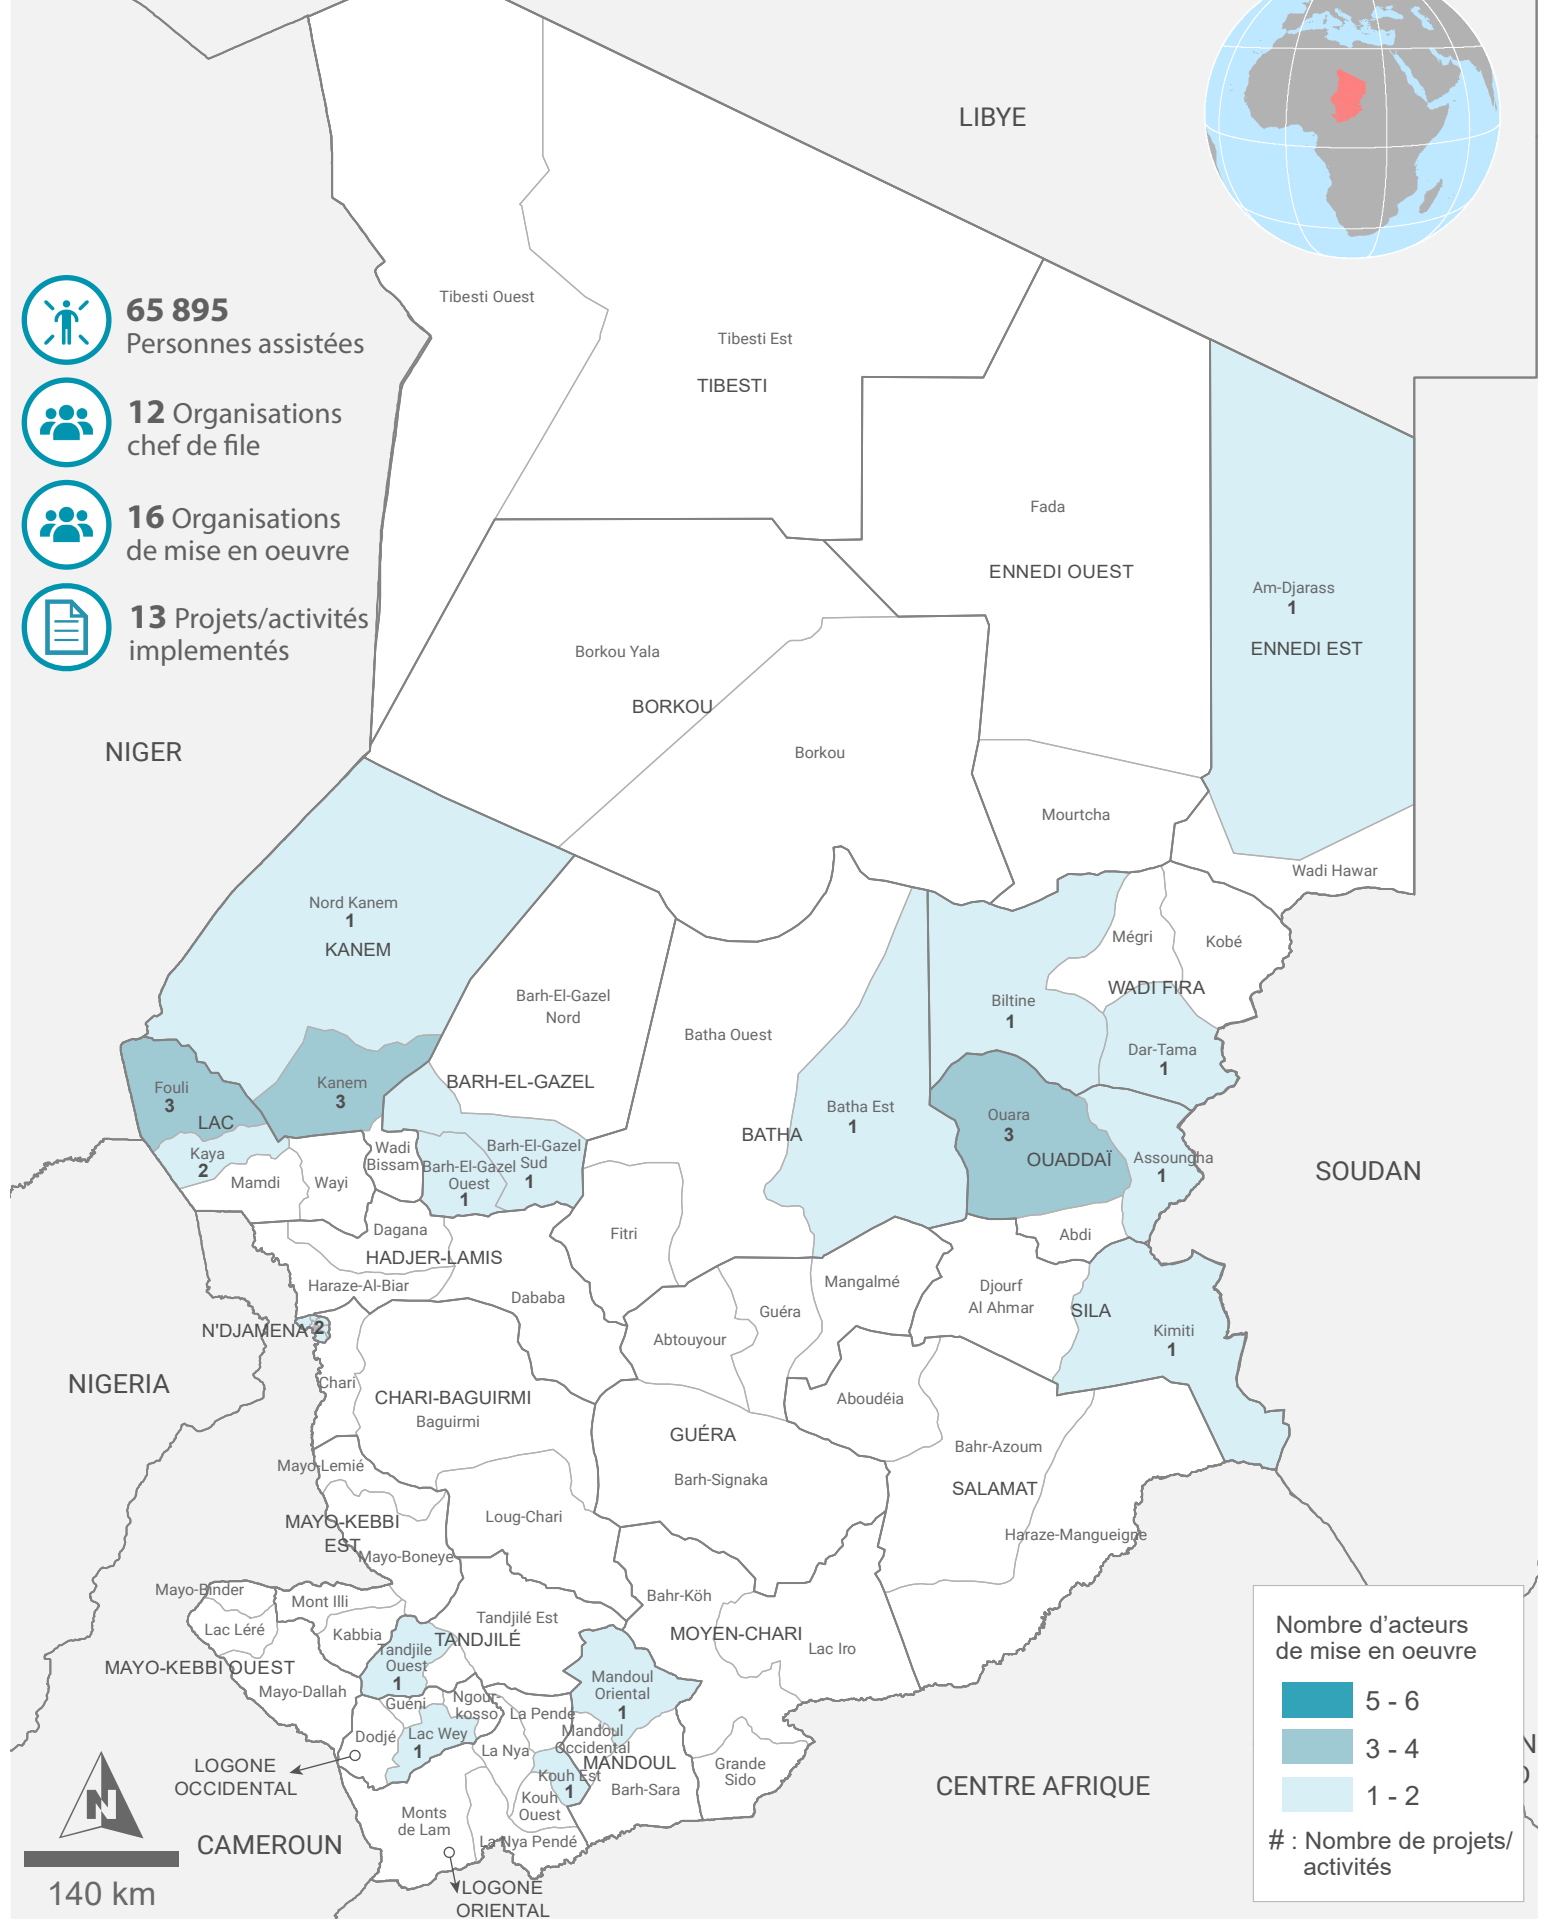 LIBYE
65 895
Personnes assistées
12 Organisations
chef de file
16 Organisations
de mise en oeuvre
13 Projets/activités
implementés
Tibesti Ouest
Tibesti Est
TIBESTI
Fada
ENNEDI OUEST
Am-Djarass
1
ENNEDI EST
Borkou Yala
BORKOU
Borkou
NIGER
Mourtcha
Wadi Hawar
Nord Kanem
1
KANEM
Mégri
Kobé
WADI FIRA
Barh-El-Gazel
Nord
Biltine
1
Batha Ouest
Dar-Tama
1
BARH-EL-GAZEL
Fouli
3
LAC
Kanem
3
Batha Est
1
BATHA
Ouara
3
OUADDAÏ
Assoungha
1
SOUDAN
Kaya
2
Wadi
Bissam
Barh-El-Gazel
Sud
1
Barh-El-Gazel
Ouest
1
Mamdi
Wayi
Dagana
Fitri
Abdi
HADJER-LAMIS
Haraze-Al-Biar
Dababa
Mangalmé
Djourf
Al Ahmar
SILA
Guéra
Kimiti
1
N'DJAMENA
2
Abtouyour
NIGERIA
Chari
CHARI-BAGUIRMI
Baguirmi
Aboudéia
GUÉRA
Bahr-Azoum
Mayo-Lemié
Barh-Signaka
SALAMAT
MAYO-KEBBI
EST
Loug-Chari
Haraze-Mangueigne
Mayo-Boneye
Mayo-Binder
Mont Illi
Bahr-Köh
Lac Léré
Kabbia
Tandjilé Est
TANDJILÉ
MOYEN-CHARI
Lac Iro
Tandjile
Ouest
1
MAYO-KEBBI OUEST
Mayo-Dallah
Mandoul
Oriental
1
Guéni
Ngour-
kosso
La Pende
Dodjé
Lac Wey
1
Mandoul
Occidental
La Nya
MANDOUL
LOGONE
OCCIDENTAL
Kouh Est
1
Barh-Sara
Grande
Sido
Kouh
Ouest
Monts
de Lam
La Nya Pendé
CENTRE AFRIQUE
CAMEROUN
LOGONE
ORIENTAL
N
140 km
Nombre d’acteurs
de mise en oeuvre
5 - 6
3 - 4
1 - 2
# : Nombre de projets/
activités